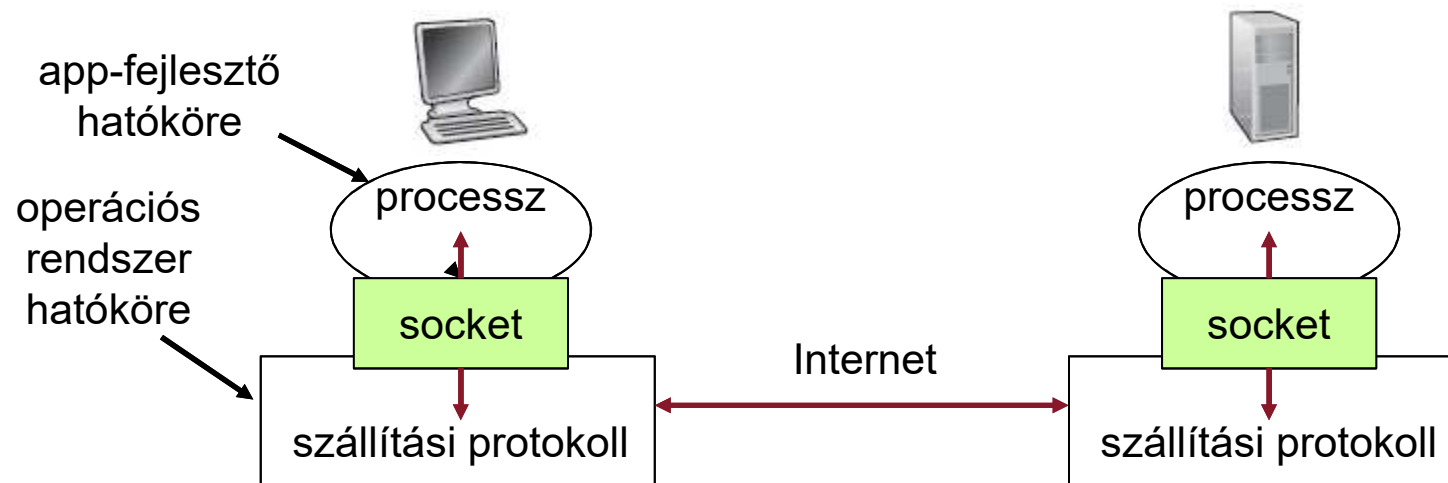 app-fejlesztő
hatóköre
operációs
rendszer
hatóköre
processz
socket
szállítási protokoll
Internet
processz
socket
szállítási protokoll